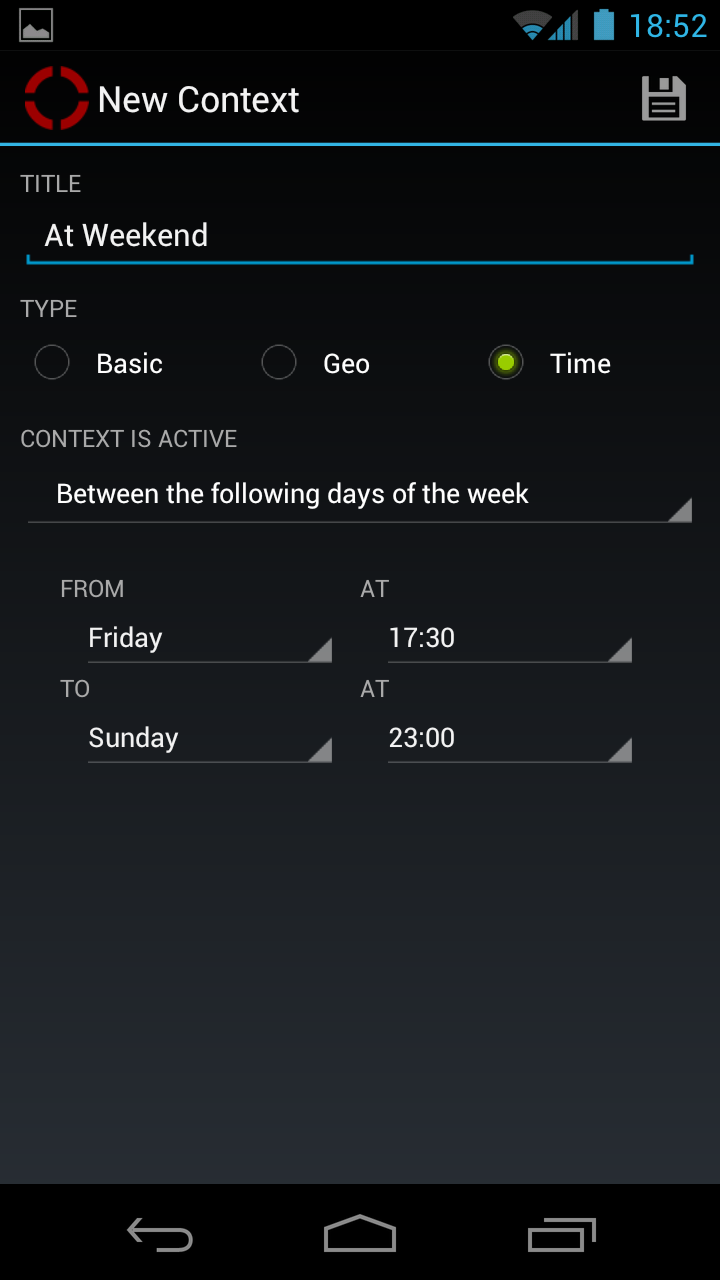 18:52
New Context
TITLE
At Weekend
TYPE
Basic Geo Time
CONTEXT IS ACTIVE
Between the following days of the week
FROM AT
Friday 17:30
TO AT
Sunday 23:00